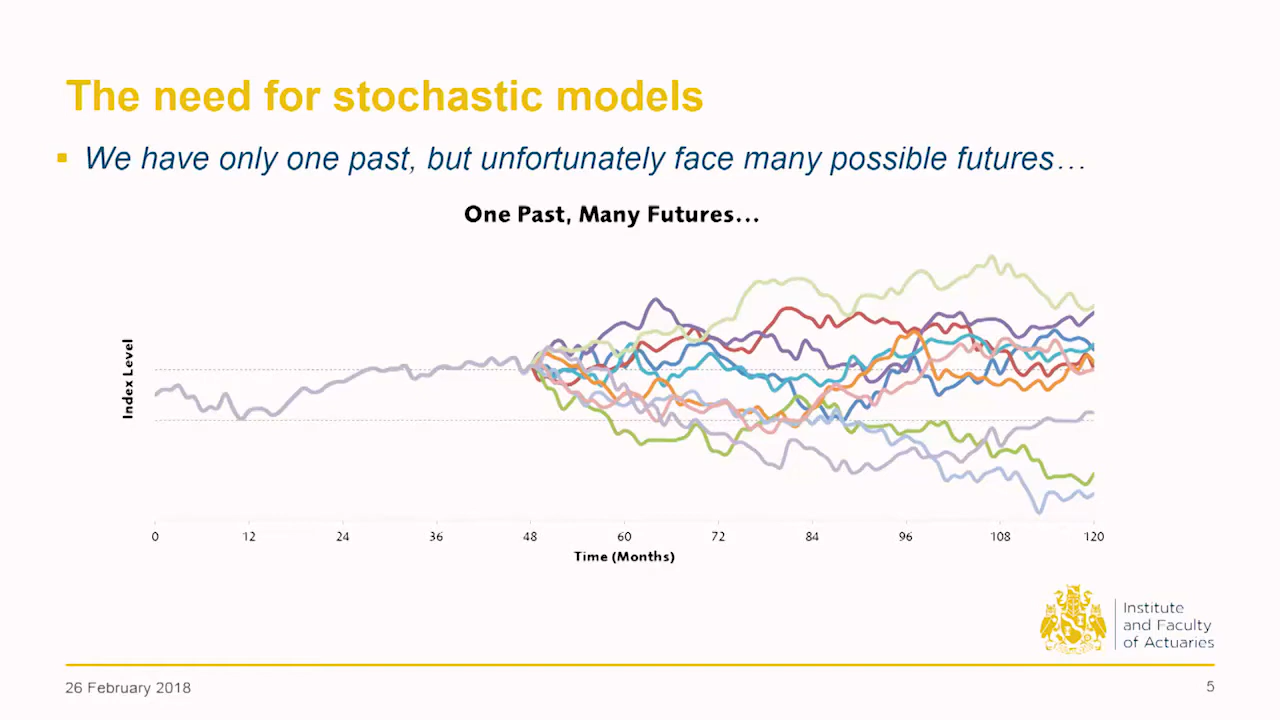 The need for stochastic models
▪ We have only one past, but unfortunately face many possible futures…
One Past, Many Futures…
Index Level
0 12 24 36 48 60 72 84 96 108 120
Time (Months)
Institute
and Faculty
of Actuaries
26 February 2018
5